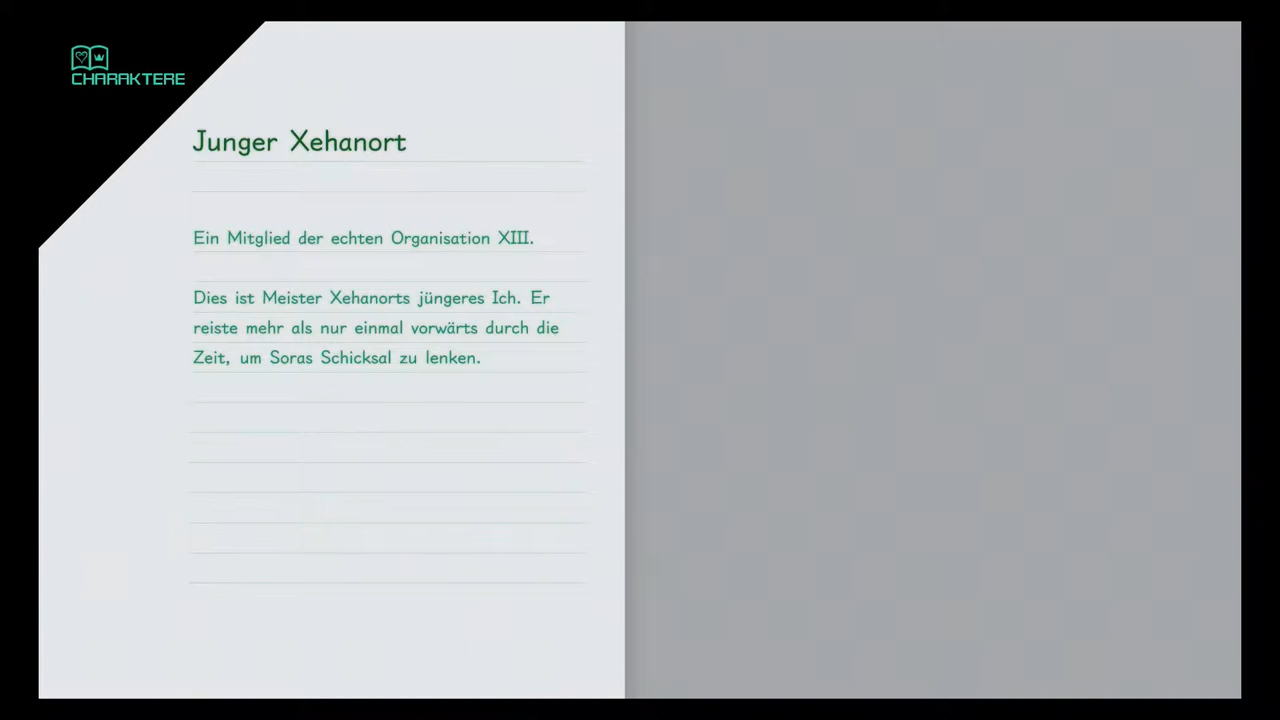 CHARAKTERE
Junger Xehanort
Ein Mitglied der echten Organisation XIII.
Dies ist Meister Xehanorts jüngeres Ich. Er
reiste mehr als nur einmal vorwärts durch die
Zeit, um Soras Schicksal zu lenken.